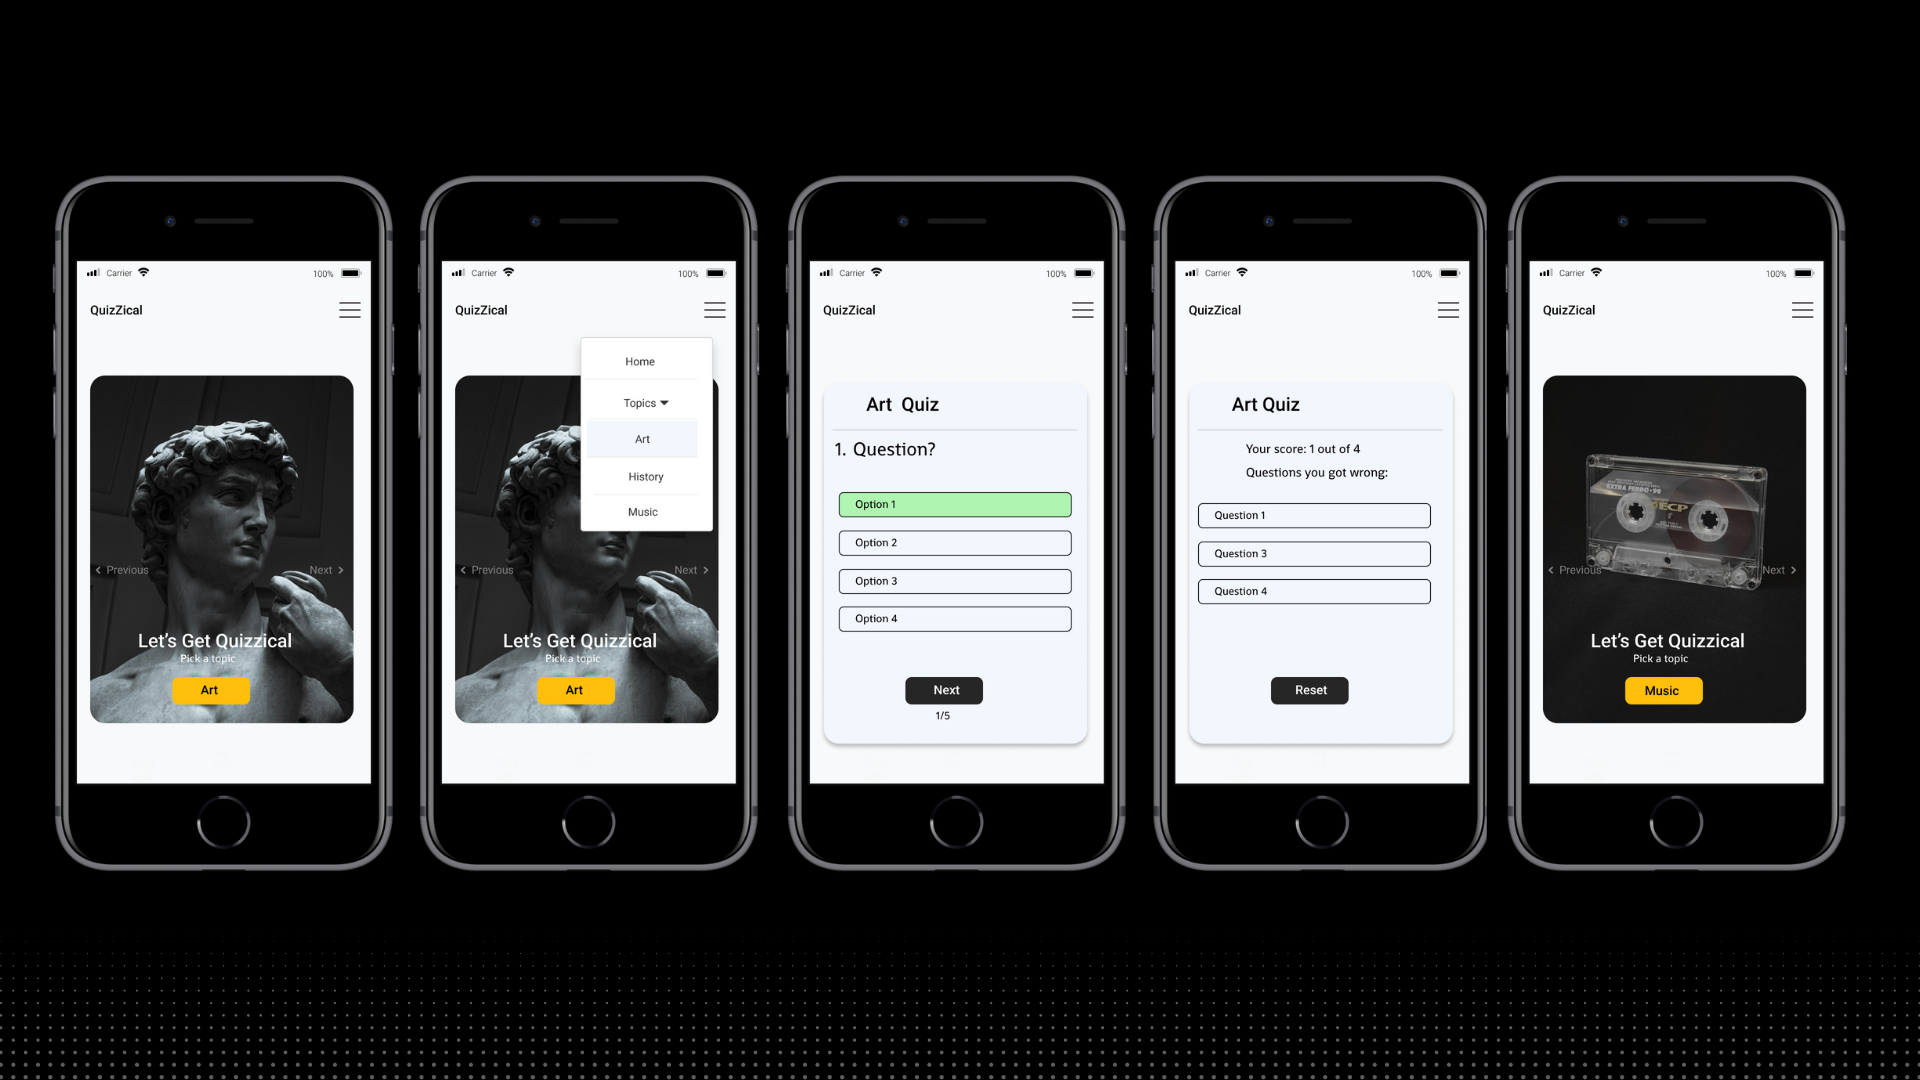 Carrier 100%
QuizZical
Previous Next
Let's Get Quizzical
Pick a topic
Art
Carrier 100%
QuizZical
Home
Topics
Art
History
Music
Previous Next
Let's Get Quizzical
Pick a topic
Art
Carrier 100%
QuizZical
Art Quiz
1. Question?
Option 1
Option 2
Option 3
Option 4
Next
1/5
Carrier 100%
QuizZical
Art Quiz
Your score: 1 out of 4
Questions you got wrong:
Question 1
Question 3
Question 4
Reset
Carrier 100%
QuizZical
EXTRA FERRO•90
ECP
Previous Next
Let's Get Quizzical
Pick a topic
Music